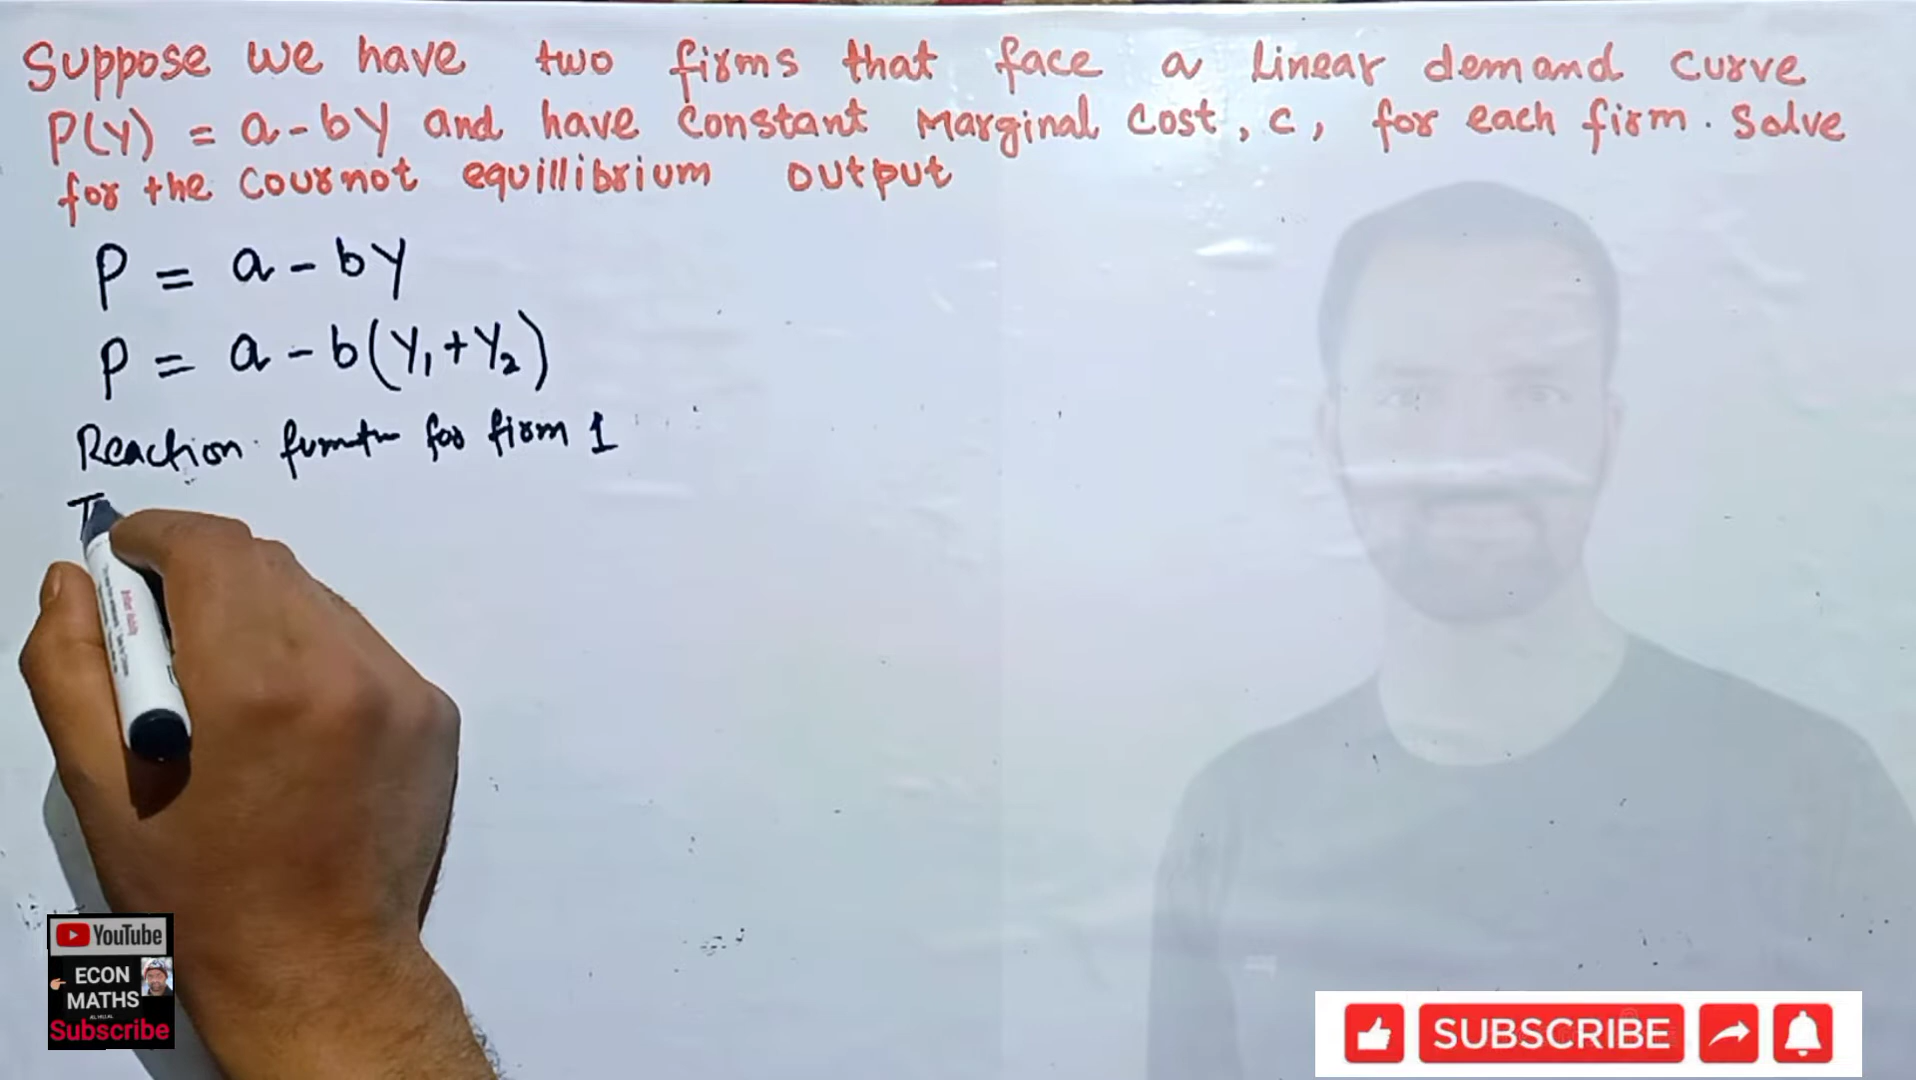 Suppose we have two firms that face a linear demand curve
P(Y) = a-bY and have constant Marginal Cost, c, for each firm. Solve
for the cournot equillibrium output
P = a-bY
P = a-b(Y₁+Y₂)
Reaction for firm 1
YouTube
ECON
MATHS
Subscribe
SUBSCRIBE